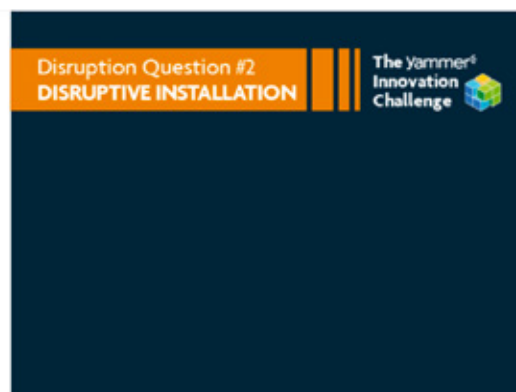 Disruption Question #2
DISRUPTIVE INSTALLATION
The yammer
Innovation
Challenge